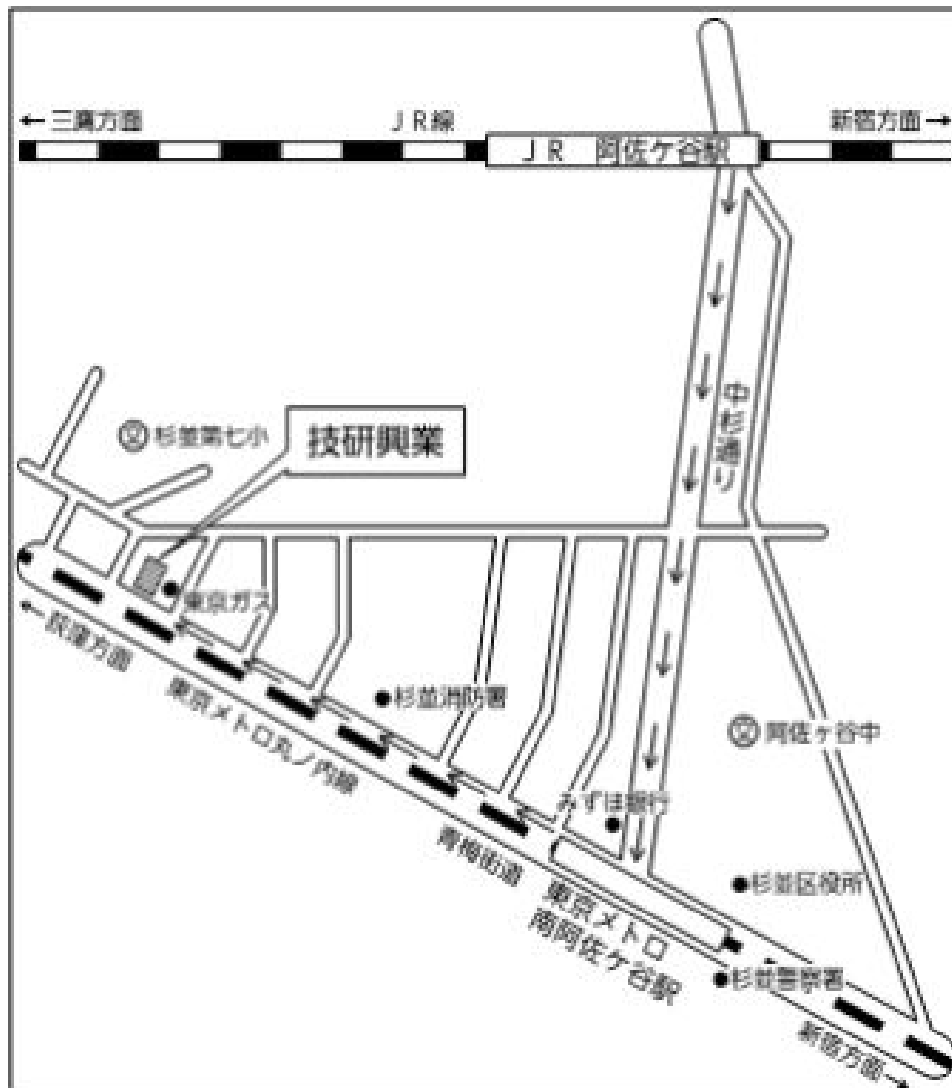 ← 三鷹方面
JR線
新宿方面 →
JR 阿佐ケ谷駅
中杉通り
文 杉並第七小
技研興業
東京ガス
← 荻窪方面
東京メトロ丸ノ内線
杉並消防署
文 阿佐ヶ谷中
みずほ銀行
青梅街道
杉並区役所
東京メトロ
南阿佐ケ谷駅
杉並警察署
新宿方面→